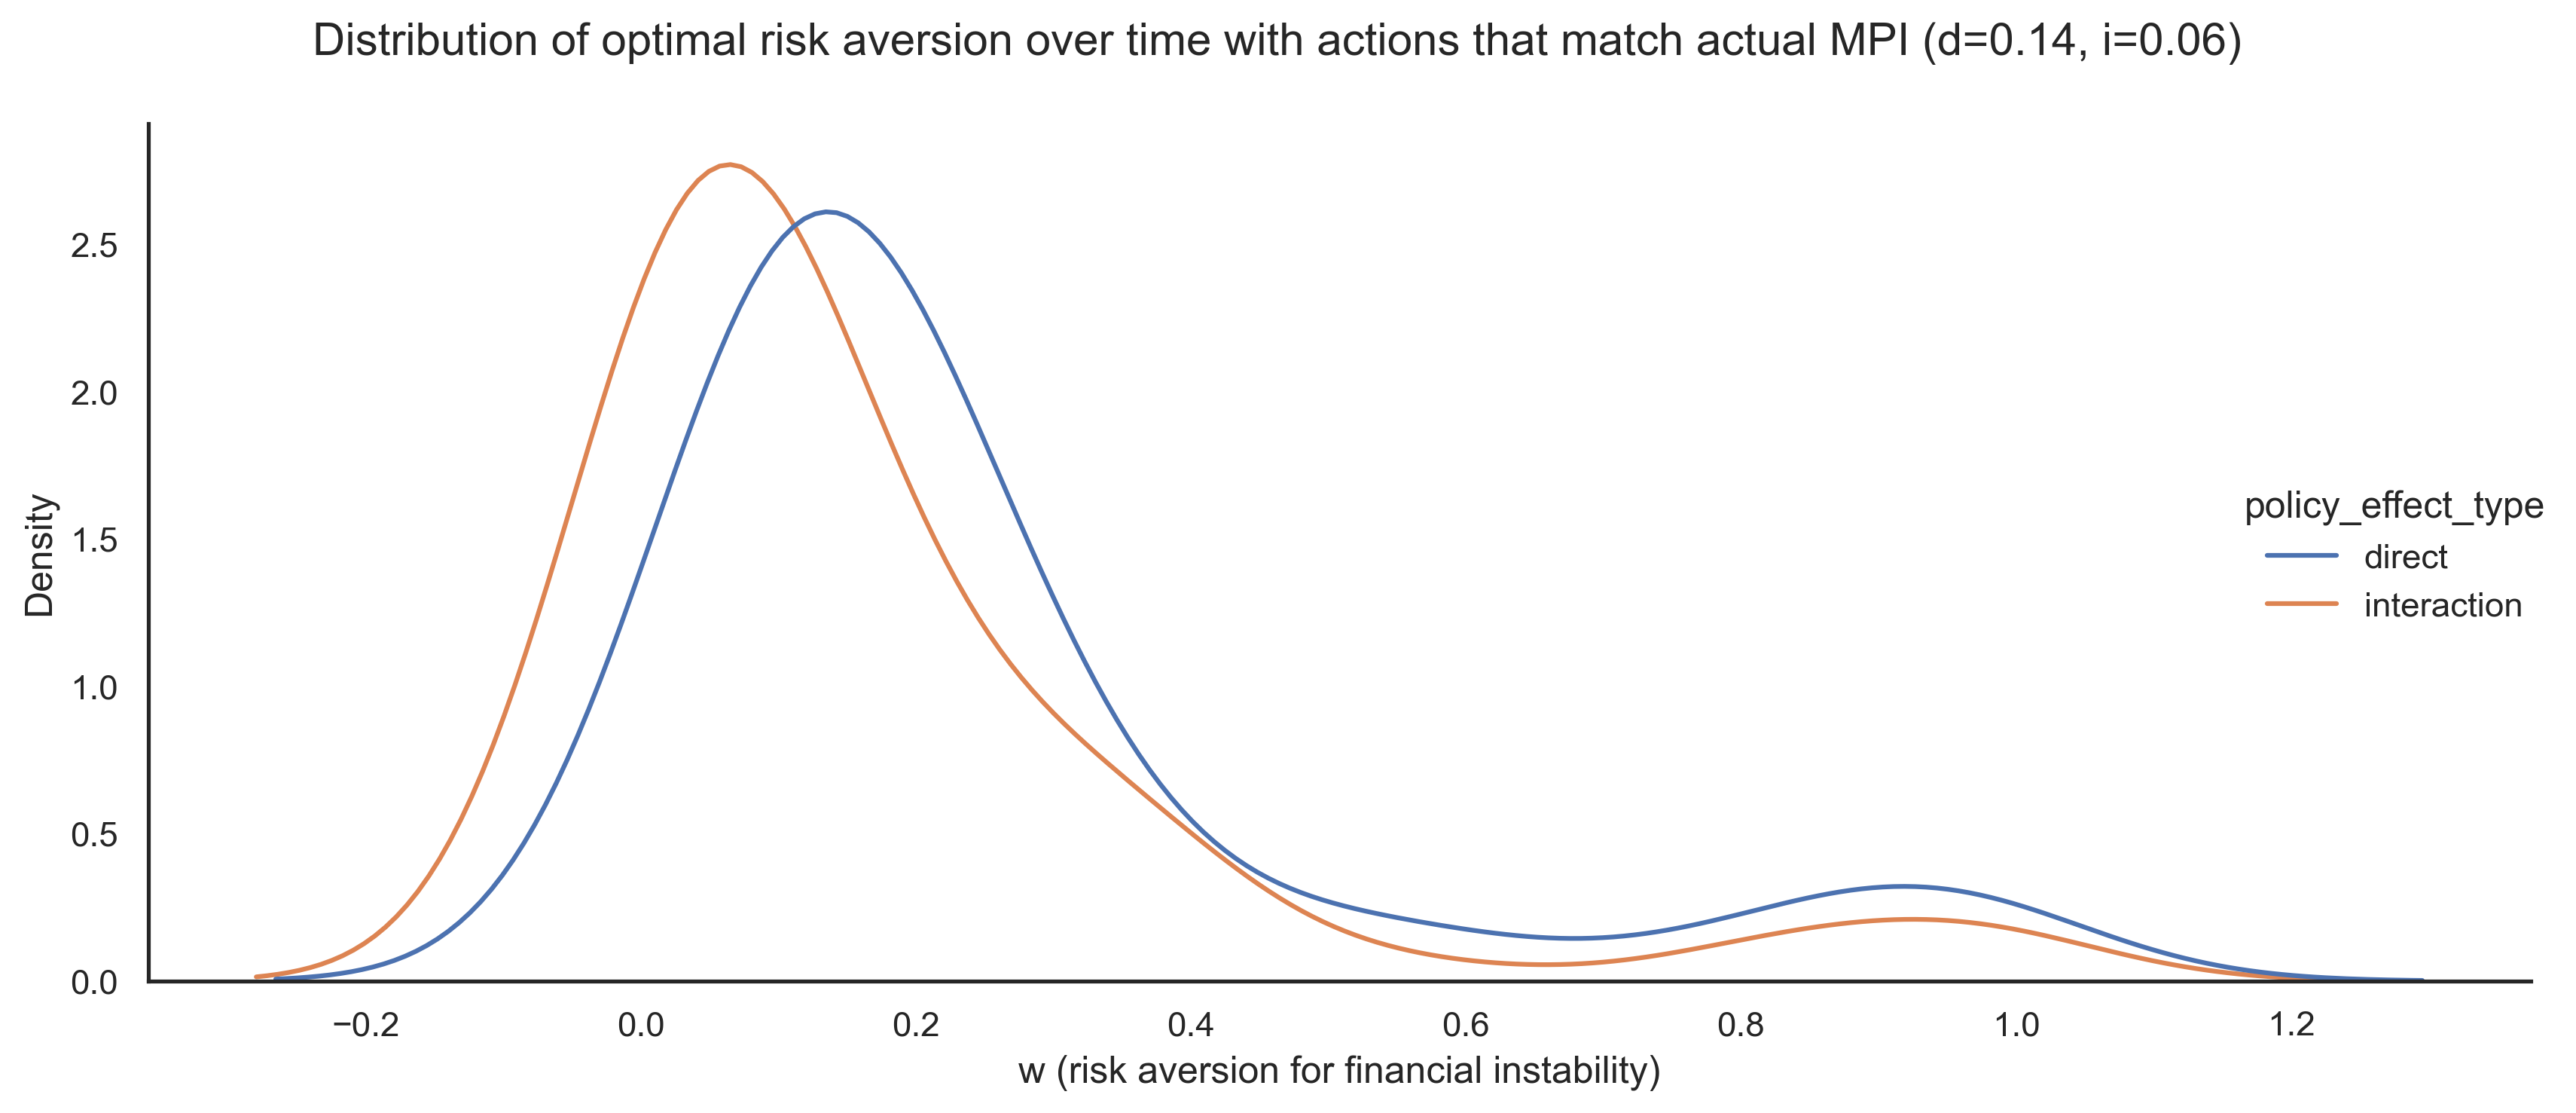 Distribution of optimal risk aversion over time with actions that match actual MPI (d=0.14, i=0.06)
2.5
2.0
1.5
1.0
0.5
0.0
Density
policy_effect_type
direct
interaction
−0.2 0.0 0.2 0.4 0.6 0.8 1.0 1.2
w (risk aversion for financial instability)